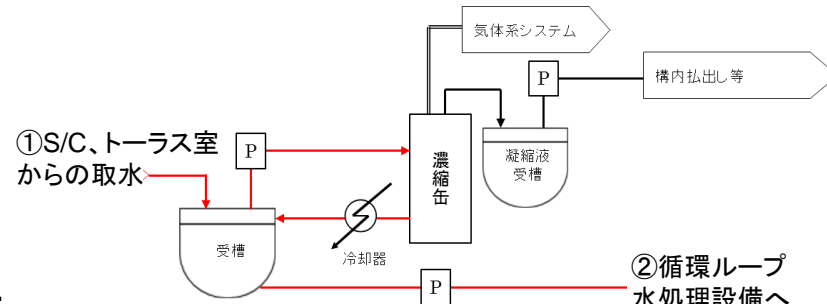 気体系システム
P
構内払出し等
①S/C、トーラス室
からの取水
P
濃縮缶
凝縮液
受槽
受槽
冷却器
P
②循環ループ
水処理設備へ